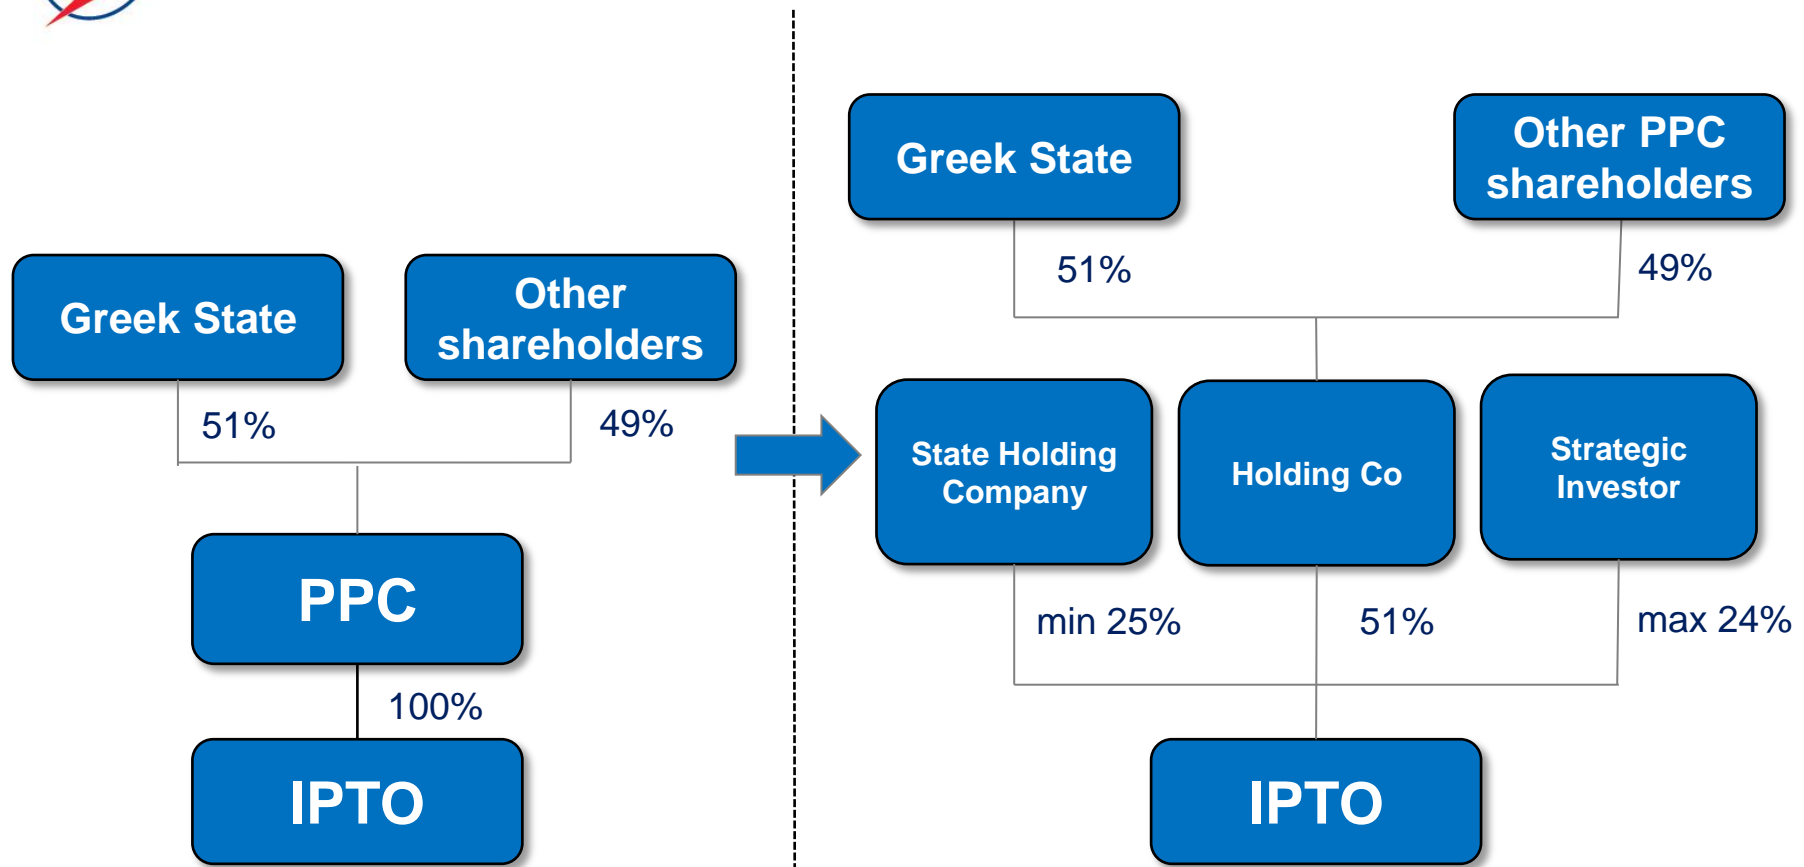 Greek State
Other
shareholders
51%
49%
PPC
100%
IPTO
Greek State
Other PPC
shareholders
51%
49%
State Holding
Company
Holding Co
Strategic
Investor
min 25%
51%
max 24%
IPTO